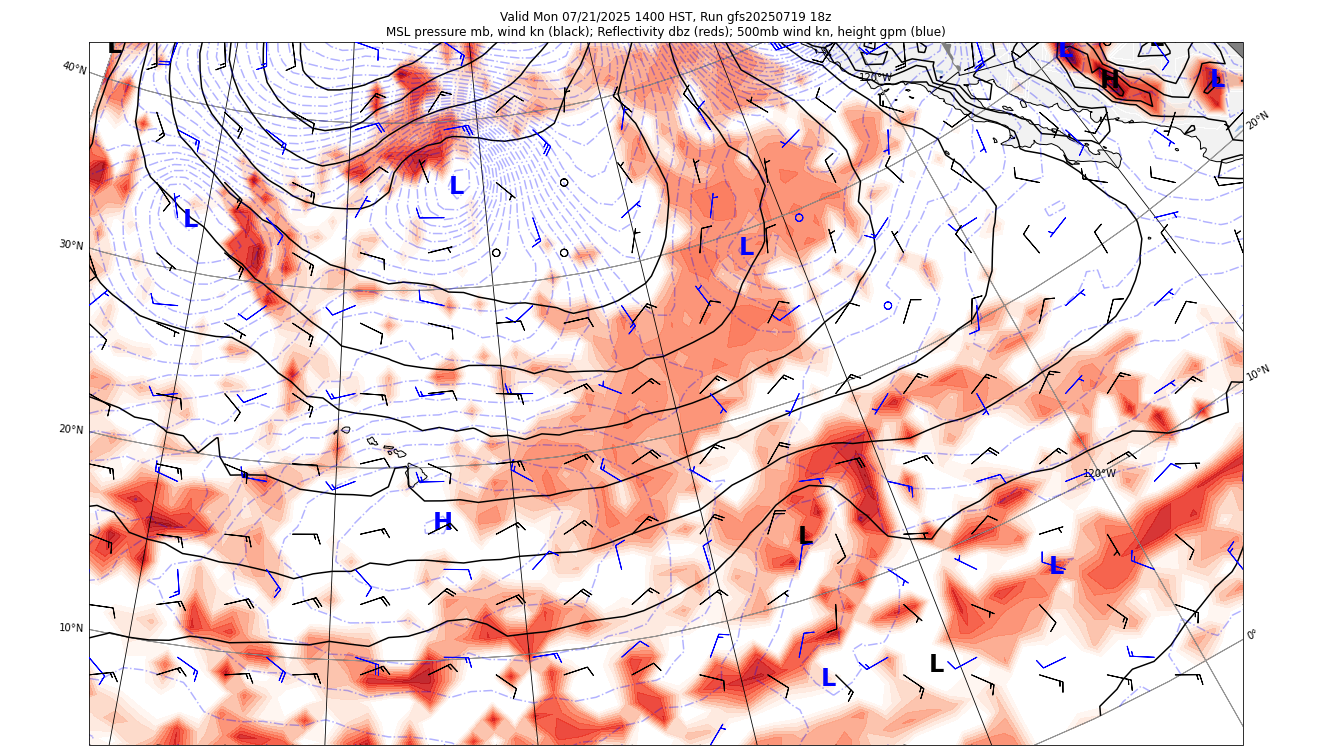 Valid Mon 07/21/2025 1400 HST, Run gfs20250719 18z
MSL pressure mb, wind kn (black); Reflectivity dbz (reds); 500mb wind kn, height gpm (blue)
L
L
L
40°N
120°W
H
L
20°N
L
L
30°N
L
10°N
20°N
120°W
H
L
L
10°N
0°
L
L